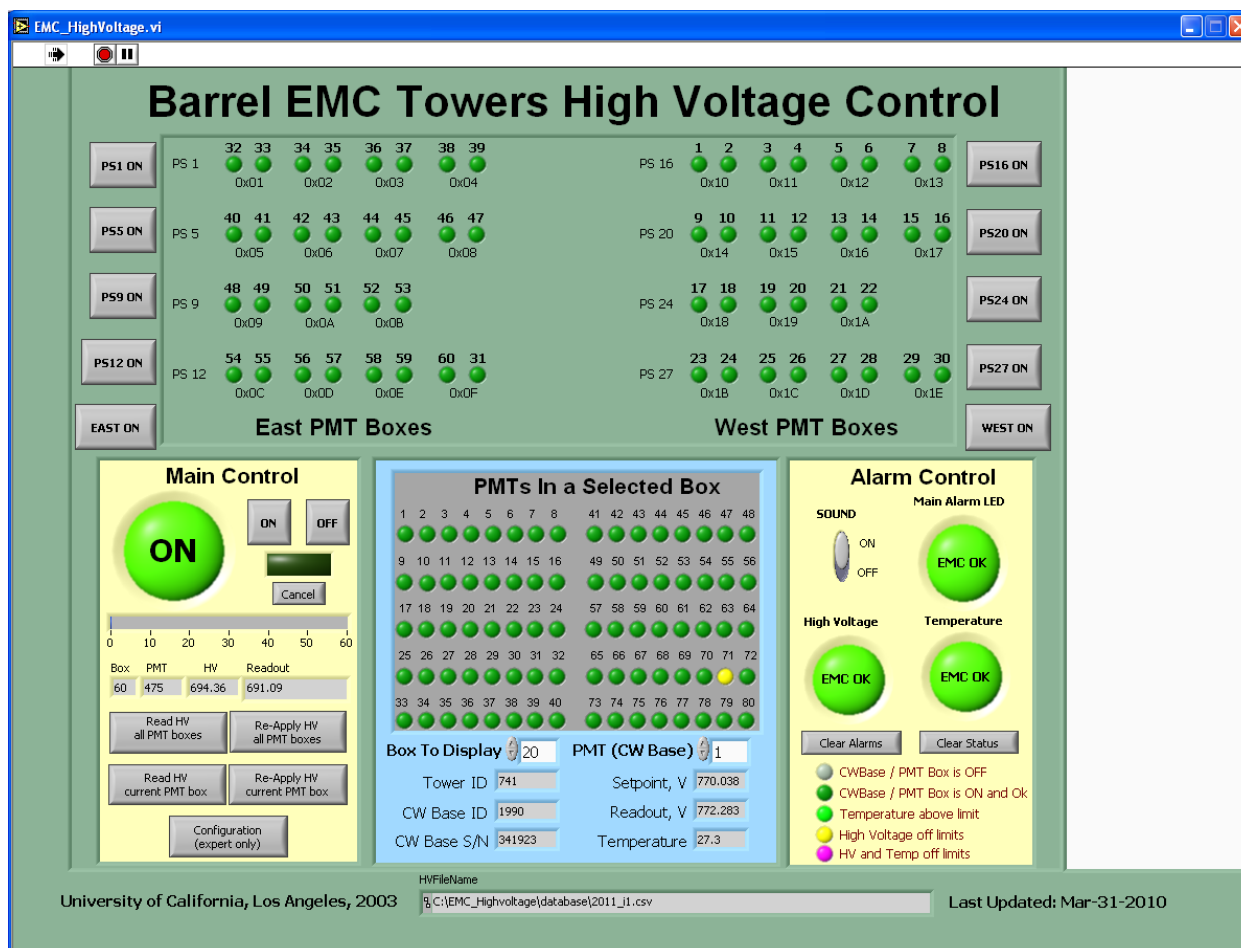 EMC_HighVoltage.vi
Barrel EMC Towers High Voltage Control
PS1 ON
PS 1
32 33 34 35 36 37 38 39
0x01 0x02 0x03 0x04
PS 16
1 2 3 4 5 6 7 8
0x10 0x11 0x12 0x13
PS16 ON
PS5 ON
PS 5
40 41 42 43 44 45 46 47
0x05 0x06 0x07 0x08
PS 20
9 10 11 12 13 14 15 16
0x14 0x15 0x16 0x17
PS20 ON
PS9 ON
PS 9
48 49 50 51 52 53
0x09 0x0A 0x0B
PS 24
17 18 19 20 21 22
0x18 0x19 0x1A
PS24 ON
PS12 ON
PS 12
54 55 56 57 58 59 60 31
0x0C 0x0D 0x0E 0x0F
PS 27
23 24 25 26 27 28 29 30
0x1B 0x1C 0x1D 0x1E
PS27 ON
EAST ON
East PMT Boxes
West PMT Boxes
WEST ON
Main Control
ON
ON
OFF
Cancel
0 10 20 30 40 50 60
Box PMT HV Readout
60 475 694.36 691.09
Read HV
all PMT boxes
Re-Apply HV
all PMT boxes
Read HV
current PMT box
Re-Apply HV
current PMT box
Configuration
(expert only)
PMTs In a Selected Box
1 2 3 4 5 6 7 8 41 42 43 44 45 46 47 48
9 10 11 12 13 14 15 16 49 50 51 52 53 54 55 56
17 18 19 20 21 22 23 24 57 58 59 60 61 62 63 64
25 26 27 28 29 30 31 32 65 66 67 68 69 70 71 72
33 34 35 36 37 38 39 40 73 74 75 76 77 78 79 80
Box To Display 20 PMT (CW Base) 1
Tower ID 741 Setpoint, V 770.038
CW Base ID 1990 Readout, V 772.283
CW Base S/N 341923 Temperature 27.3
Alarm Control
SOUND
ON
OFF
Main Alarm LED
EMC OK
High Voltage
EMC OK
Temperature
EMC OK
Clear Alarms
Clear Status
CWBase / PMT Box is OFF
CWBase / PMT Box is ON and Ok
Temperature above limit
High Voltage off limits
HV and Temp off limits
University of California, Los Angeles, 2003
HVFileName
C:\EMC_Highvoltage\database\2011_i1.csv
Last Updated: Mar-31-2010